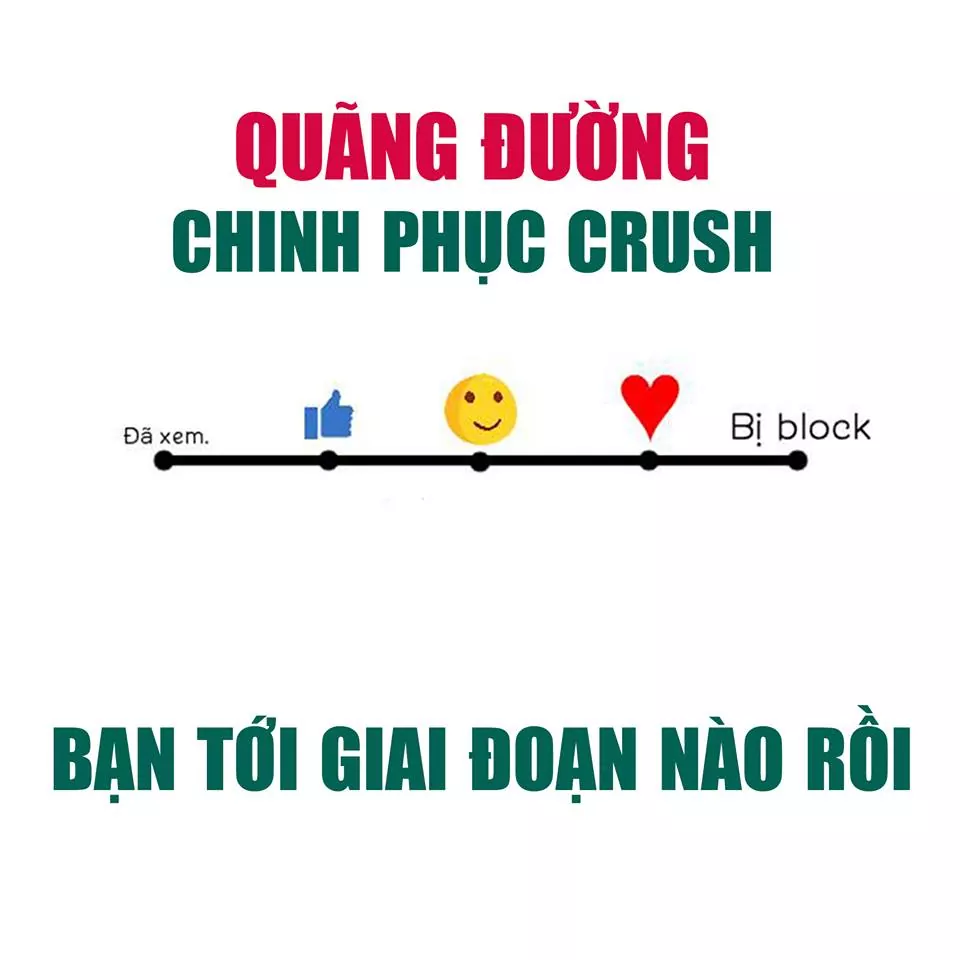 QUÃNG ĐƯỜNG
CHINH PHỤC CRUSH
Đã xem.
Bị block
BẠN TỚI GIAI ĐOẠN NÀO RỒI